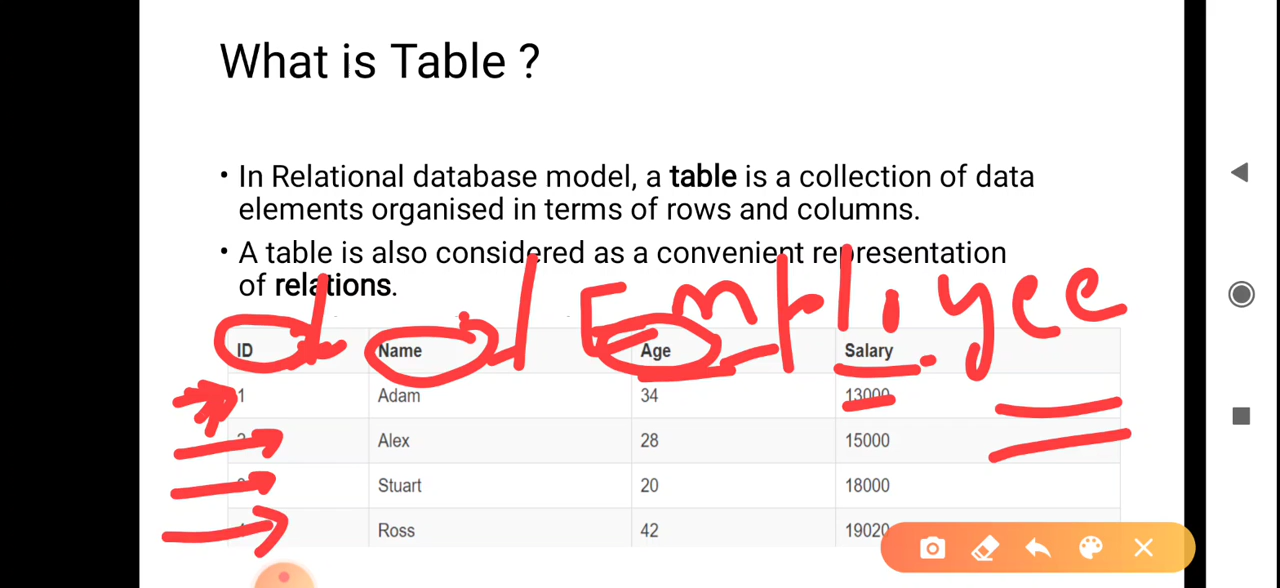 What is Table ?
• In Relational database model, a table is a collection of data
elements organised in terms of rows and columns.
• A table is also considered as a convenient representation
of relations.
Employee
ID Name Age Salary
1 Adam 34 13000
2 Alex 28 15000
Stuart 20 18000
Ross 42 19020